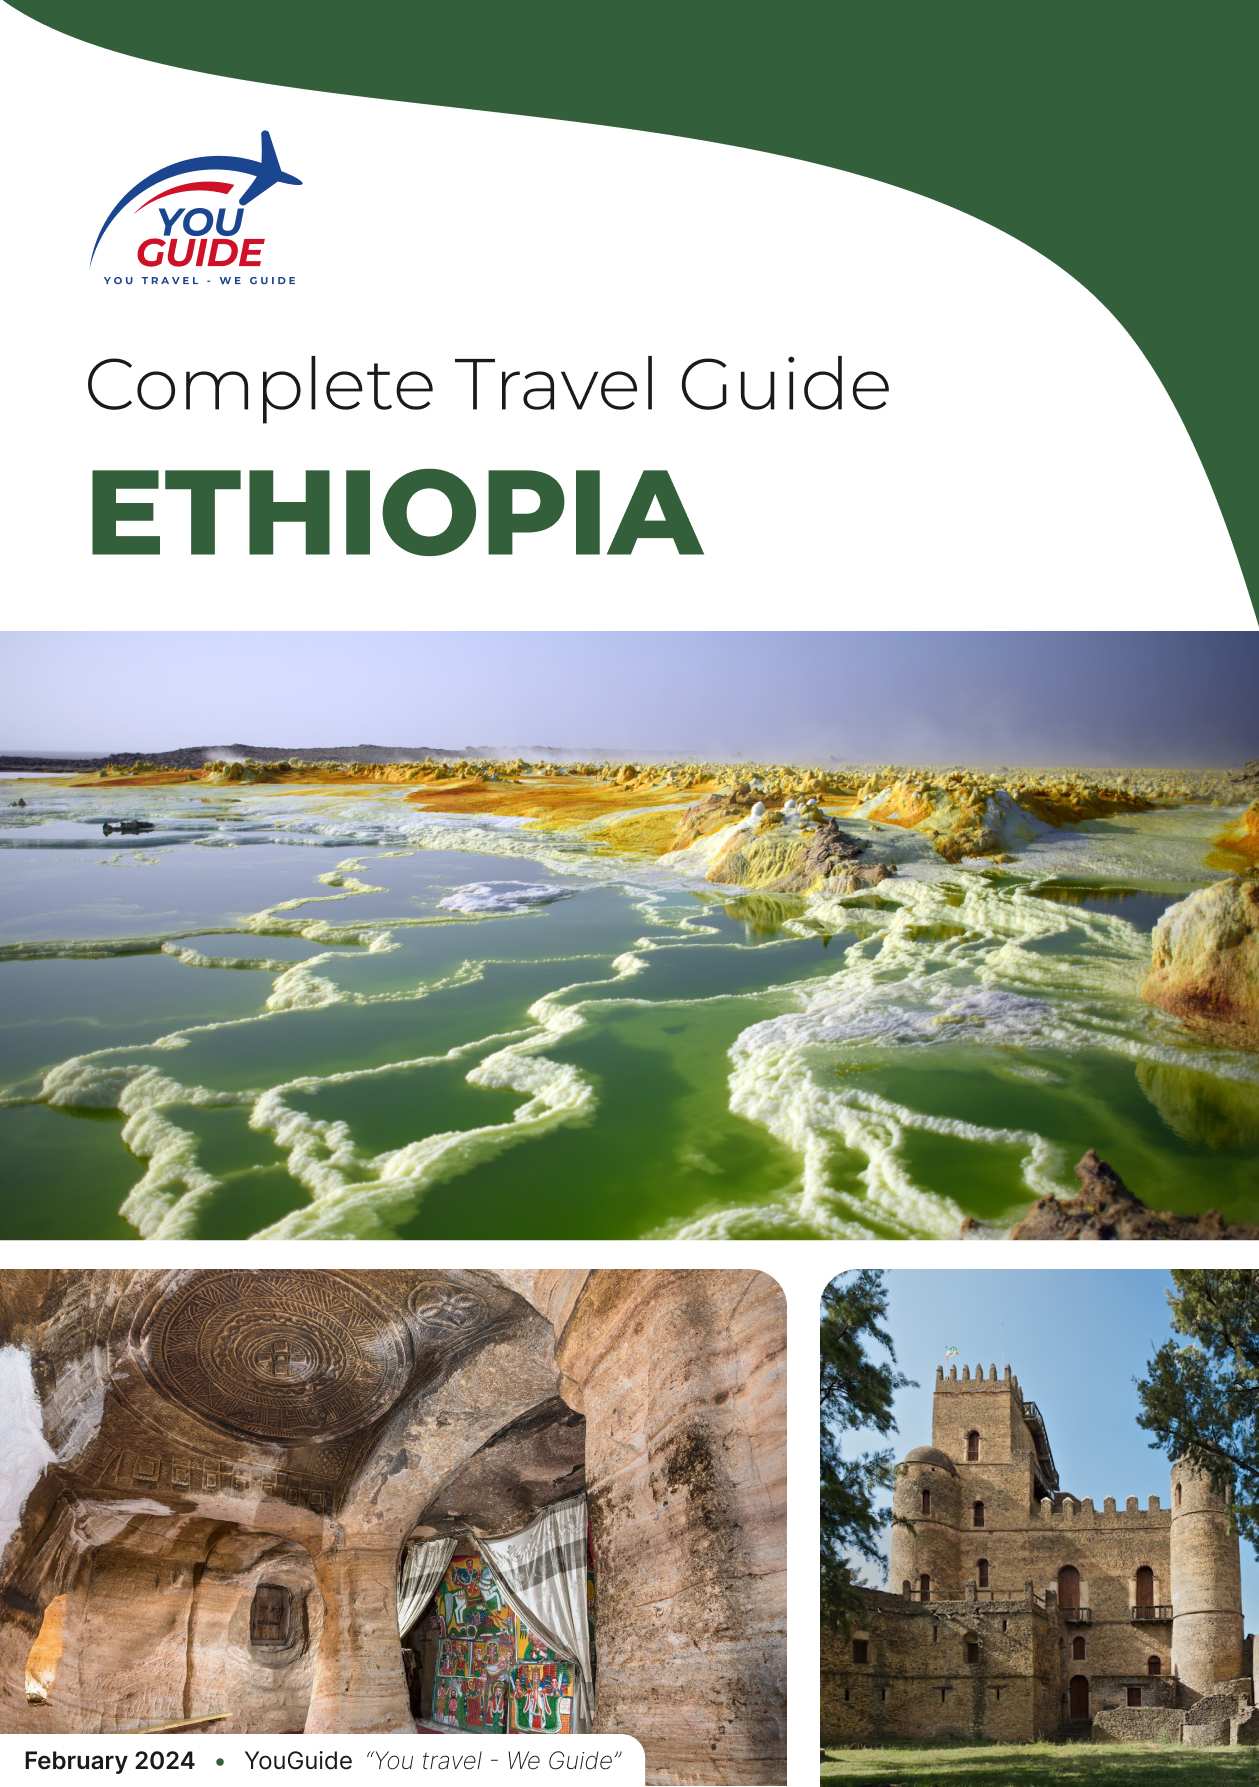 YOU
GUIDE
YOU TRAVEL - WE GUIDE
Complete Travel Guide
ETHIOPIA
February 2024 • YouGuide “You travel - We Guide”